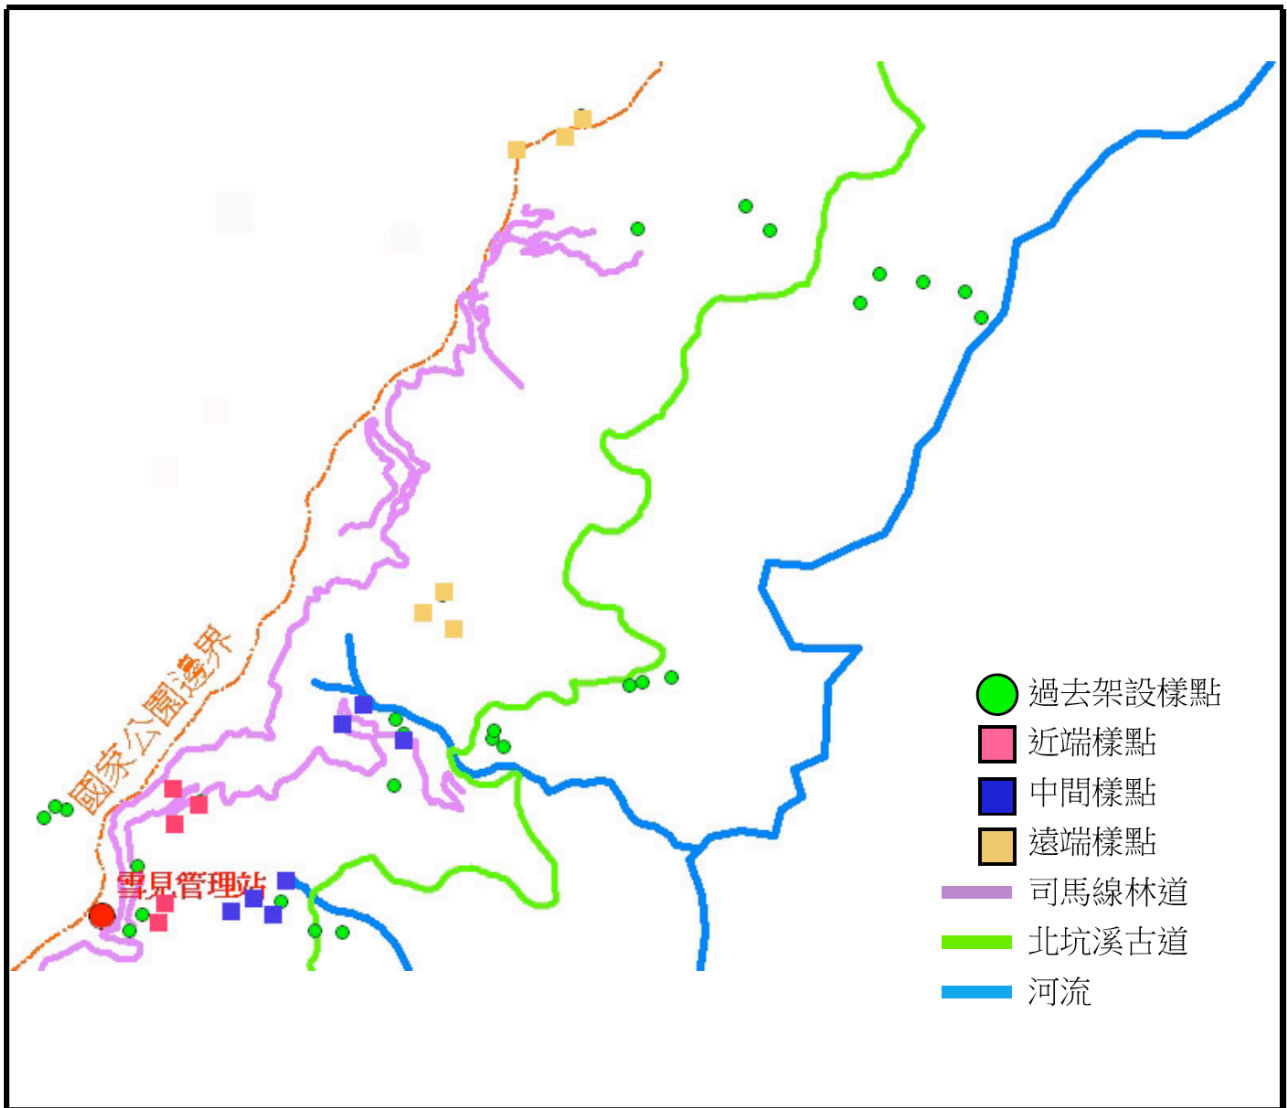 國家公園邊界
雪見管理站
過去架設樣點
近端樣點
中間樣點
遠端樣點
司馬線林道
北坑溪古道
河流